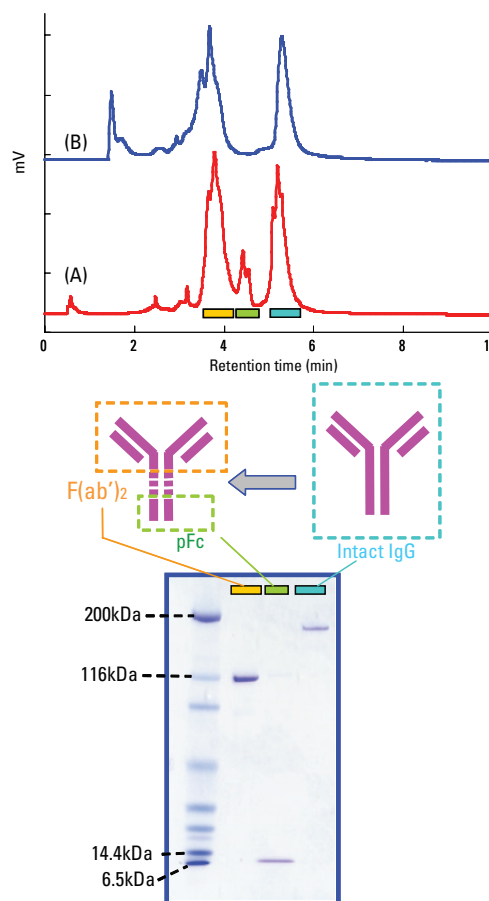 (B)
mV
(A)
0 2 4 6 8 1
Retention time (min)
F(ab')2
pFc
Intact IgG
200kDa
116kDa
14.4kDa
6.5kDa